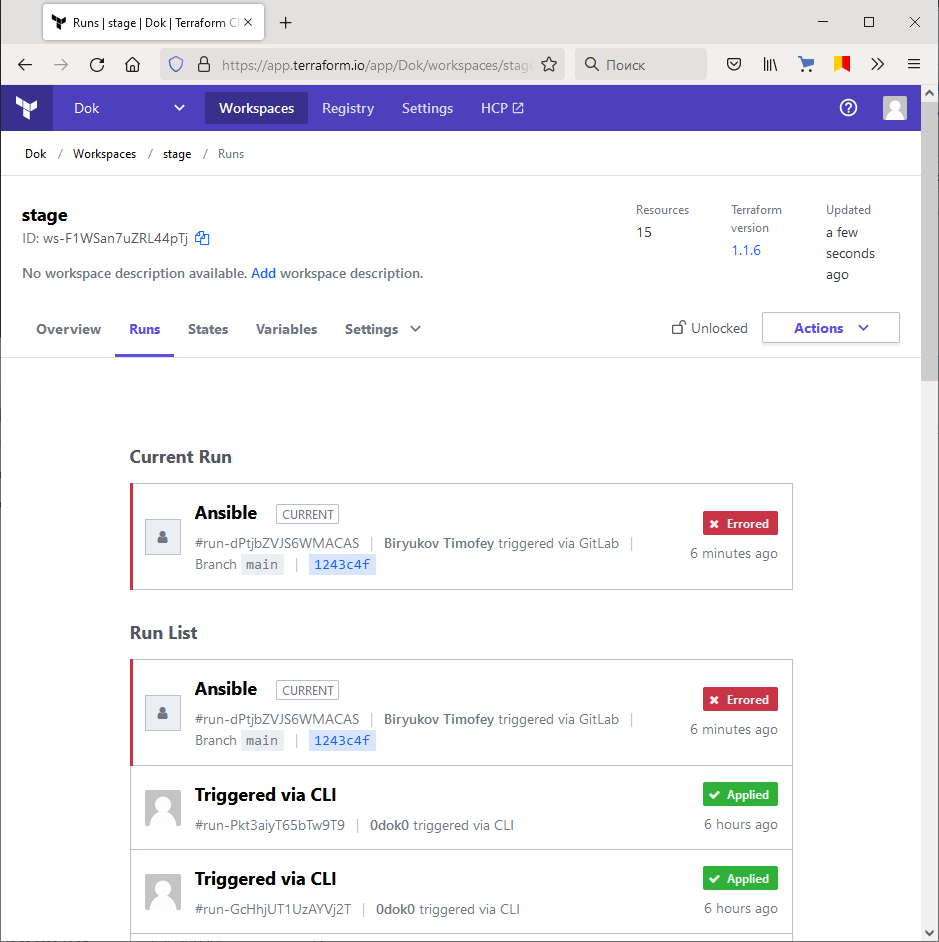 Runs | stage | Dok | Terraform Cl
https://app.terraform.io/app/Dok/workspaces/stage
Поиск
Dok
Workspaces
Registry
Settings
HCP
Dok / Workspaces / stage / Runs
stage
ID: ws-F1WSan7uZRL44pTj
No workspace description available. Add workspace description.
Resources
15
Terraform
version
1.1.6
Updated
a few
seconds
ago
Overview
Runs
States
Variables
Settings
Unlocked
Actions
Current Run
Ansible CURRENT
#run-dPtjbZVJS6WMACAS | Biryukov Timofey triggered via GitLab |
Branch main | 1243c4f
Errored
6 minutes ago
Run List
Ansible CURRENT
#run-dPtjbZVJS6WMACAS | Biryukov Timofey triggered via GitLab |
Branch main | 1243c4f
Errored
6 minutes ago
Triggered via CLI
#run-Pkt3aiyT65bTw9T9 | 0dok0 triggered via CLI
Applied
6 hours ago
Triggered via CLI
#run-GcHhjUT1UzAYVj2T | 0dok0 triggered via CLI
Applied
6 hours ago